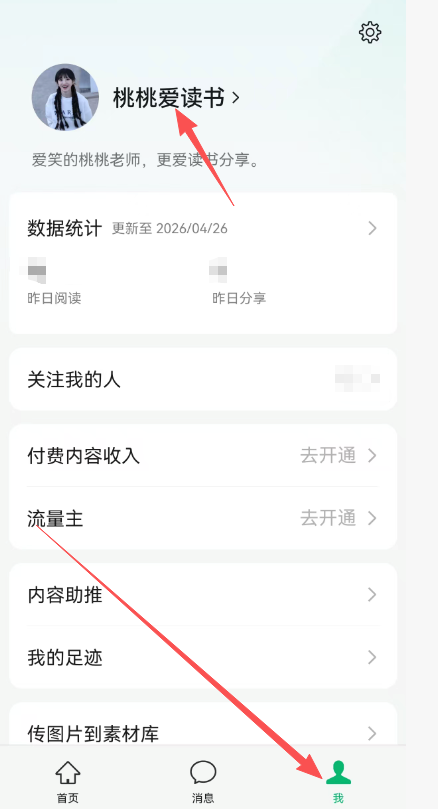 桃桃爱读书
爱笑的桃桃老师，更爱读书分享。
数据统计 更新至 2026/04/26
昨日阅读 昨日分享
关注我的人
付费内容收入 去开通
流量主 去开通
内容助推
我的足迹
传图片到素材库
首页 消息 我